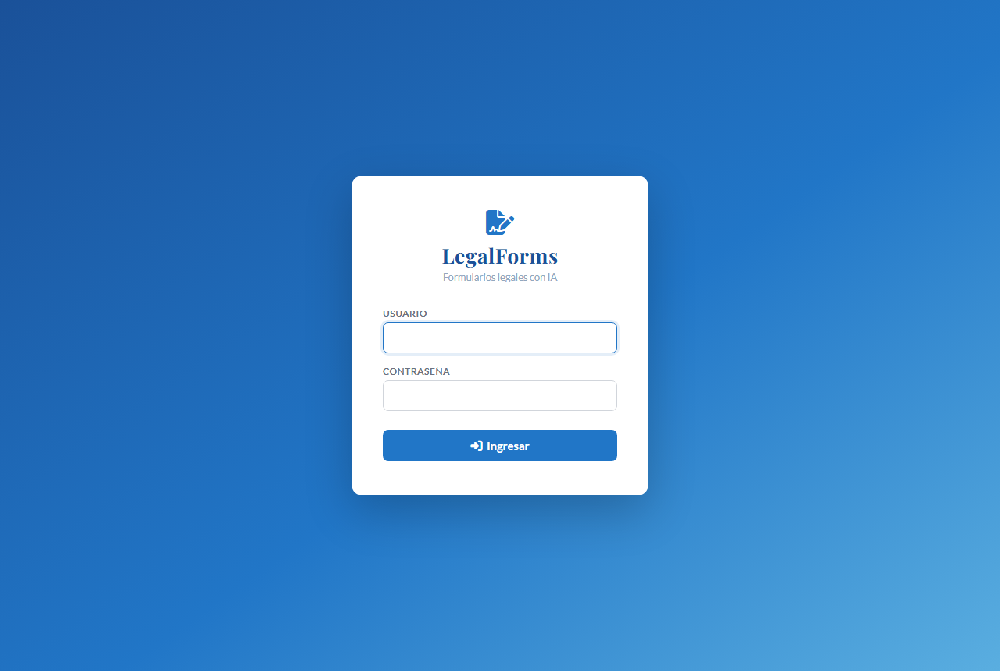 LegalForms
Formularios legales con IA
USUARIO
CONTRASEÑA
Ingresar